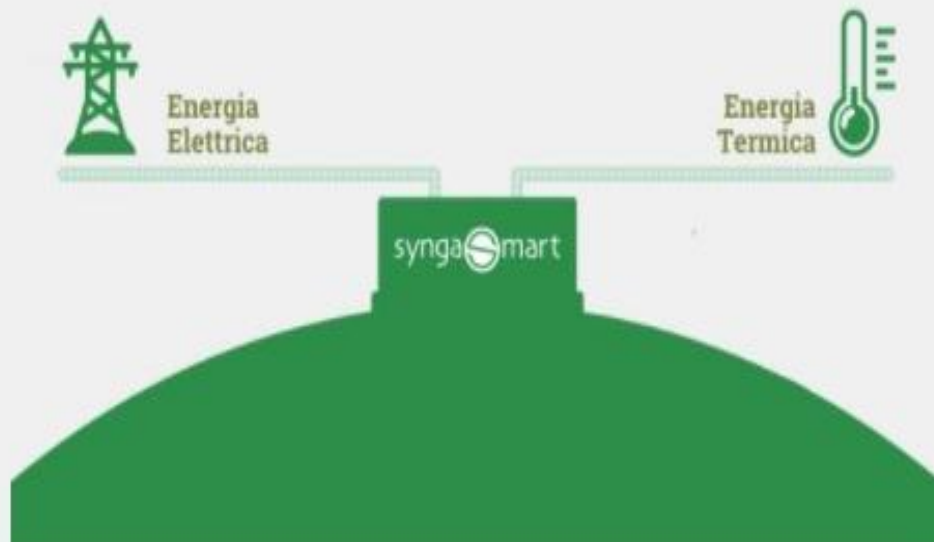 Energia
Elettrica
Energia
Termica
syngaSmart